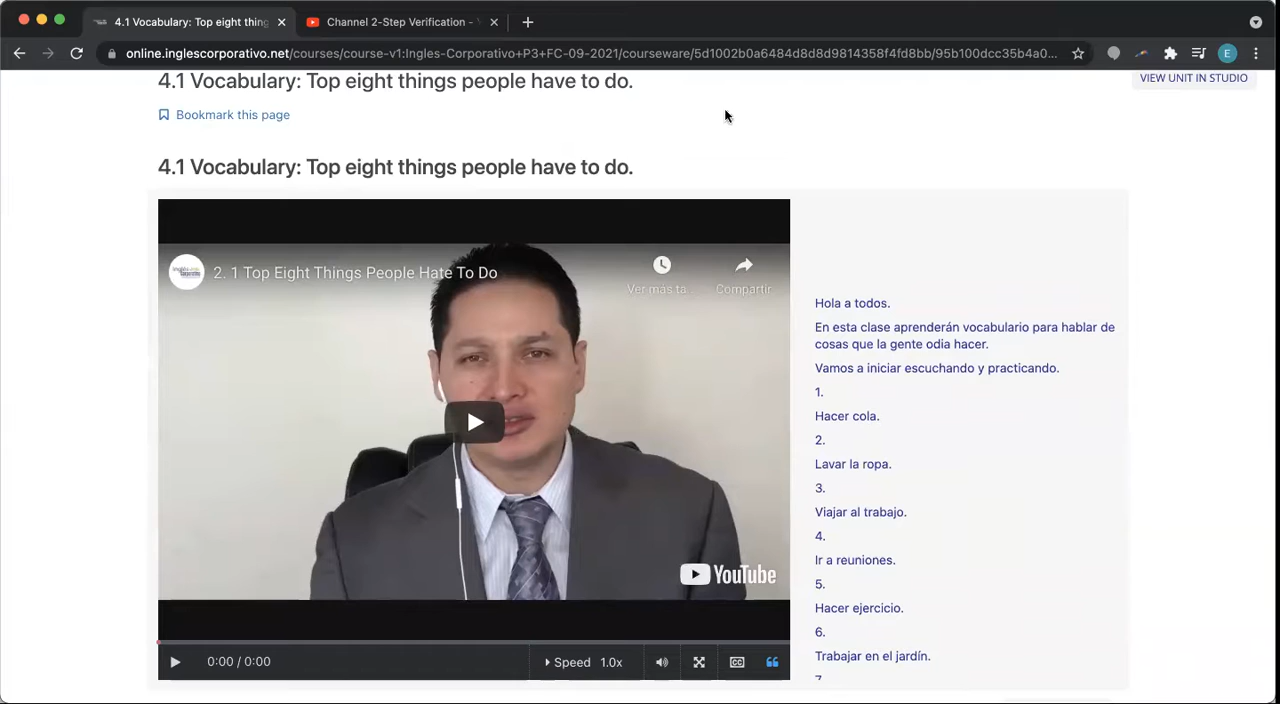 4.1 Vocabulary: Top eight thing
Channel 2-Step Verification -
online.inglescorporativo.net/courses/course-v1:Ingles-Corporativo+P3+FC-09-2021/courseware/5d1002b0a6484d8d8d9814358f4fd8bb/95b100dcc35b4a0...
E
4.1 Vocabulary: Top eight things people have to do.
VIEW UNIT IN STUDIO
Bookmark this page
4.1 Vocabulary: Top eight things people have to do.
2. 1 Top Eight Things People Hate To Do
Ver más ta...
Compartir
YouTube
0:00 / 0:00
Speed 1.0x
CC
Hola a todos.
En esta clase aprenderán vocabulario para hablar de
cosas que la gente odia hacer.
Vamos a iniciar escuchando y practicando.
1.
Hacer cola.
2.
Lavar la ropa.
3.
Viajar al trabajo.
4.
Ir a reuniones.
5.
Hacer ejercicio.
6.
Trabajar en el jardín.
7.